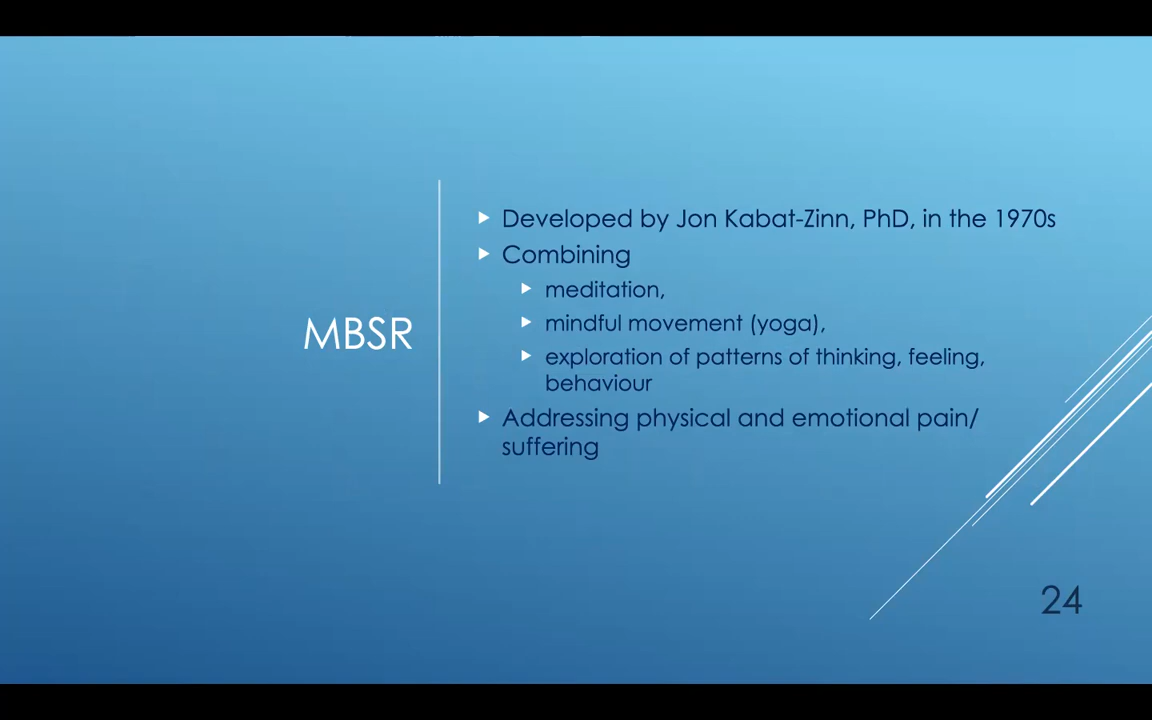 MBSR
Developed by Jon Kabat-Zinn, PhD, in the 1970s
Combining
meditation,
mindful movement (yoga),
exploration of patterns of thinking, feeling,
behaviour
Addressing physical and emotional pain/
suffering
24